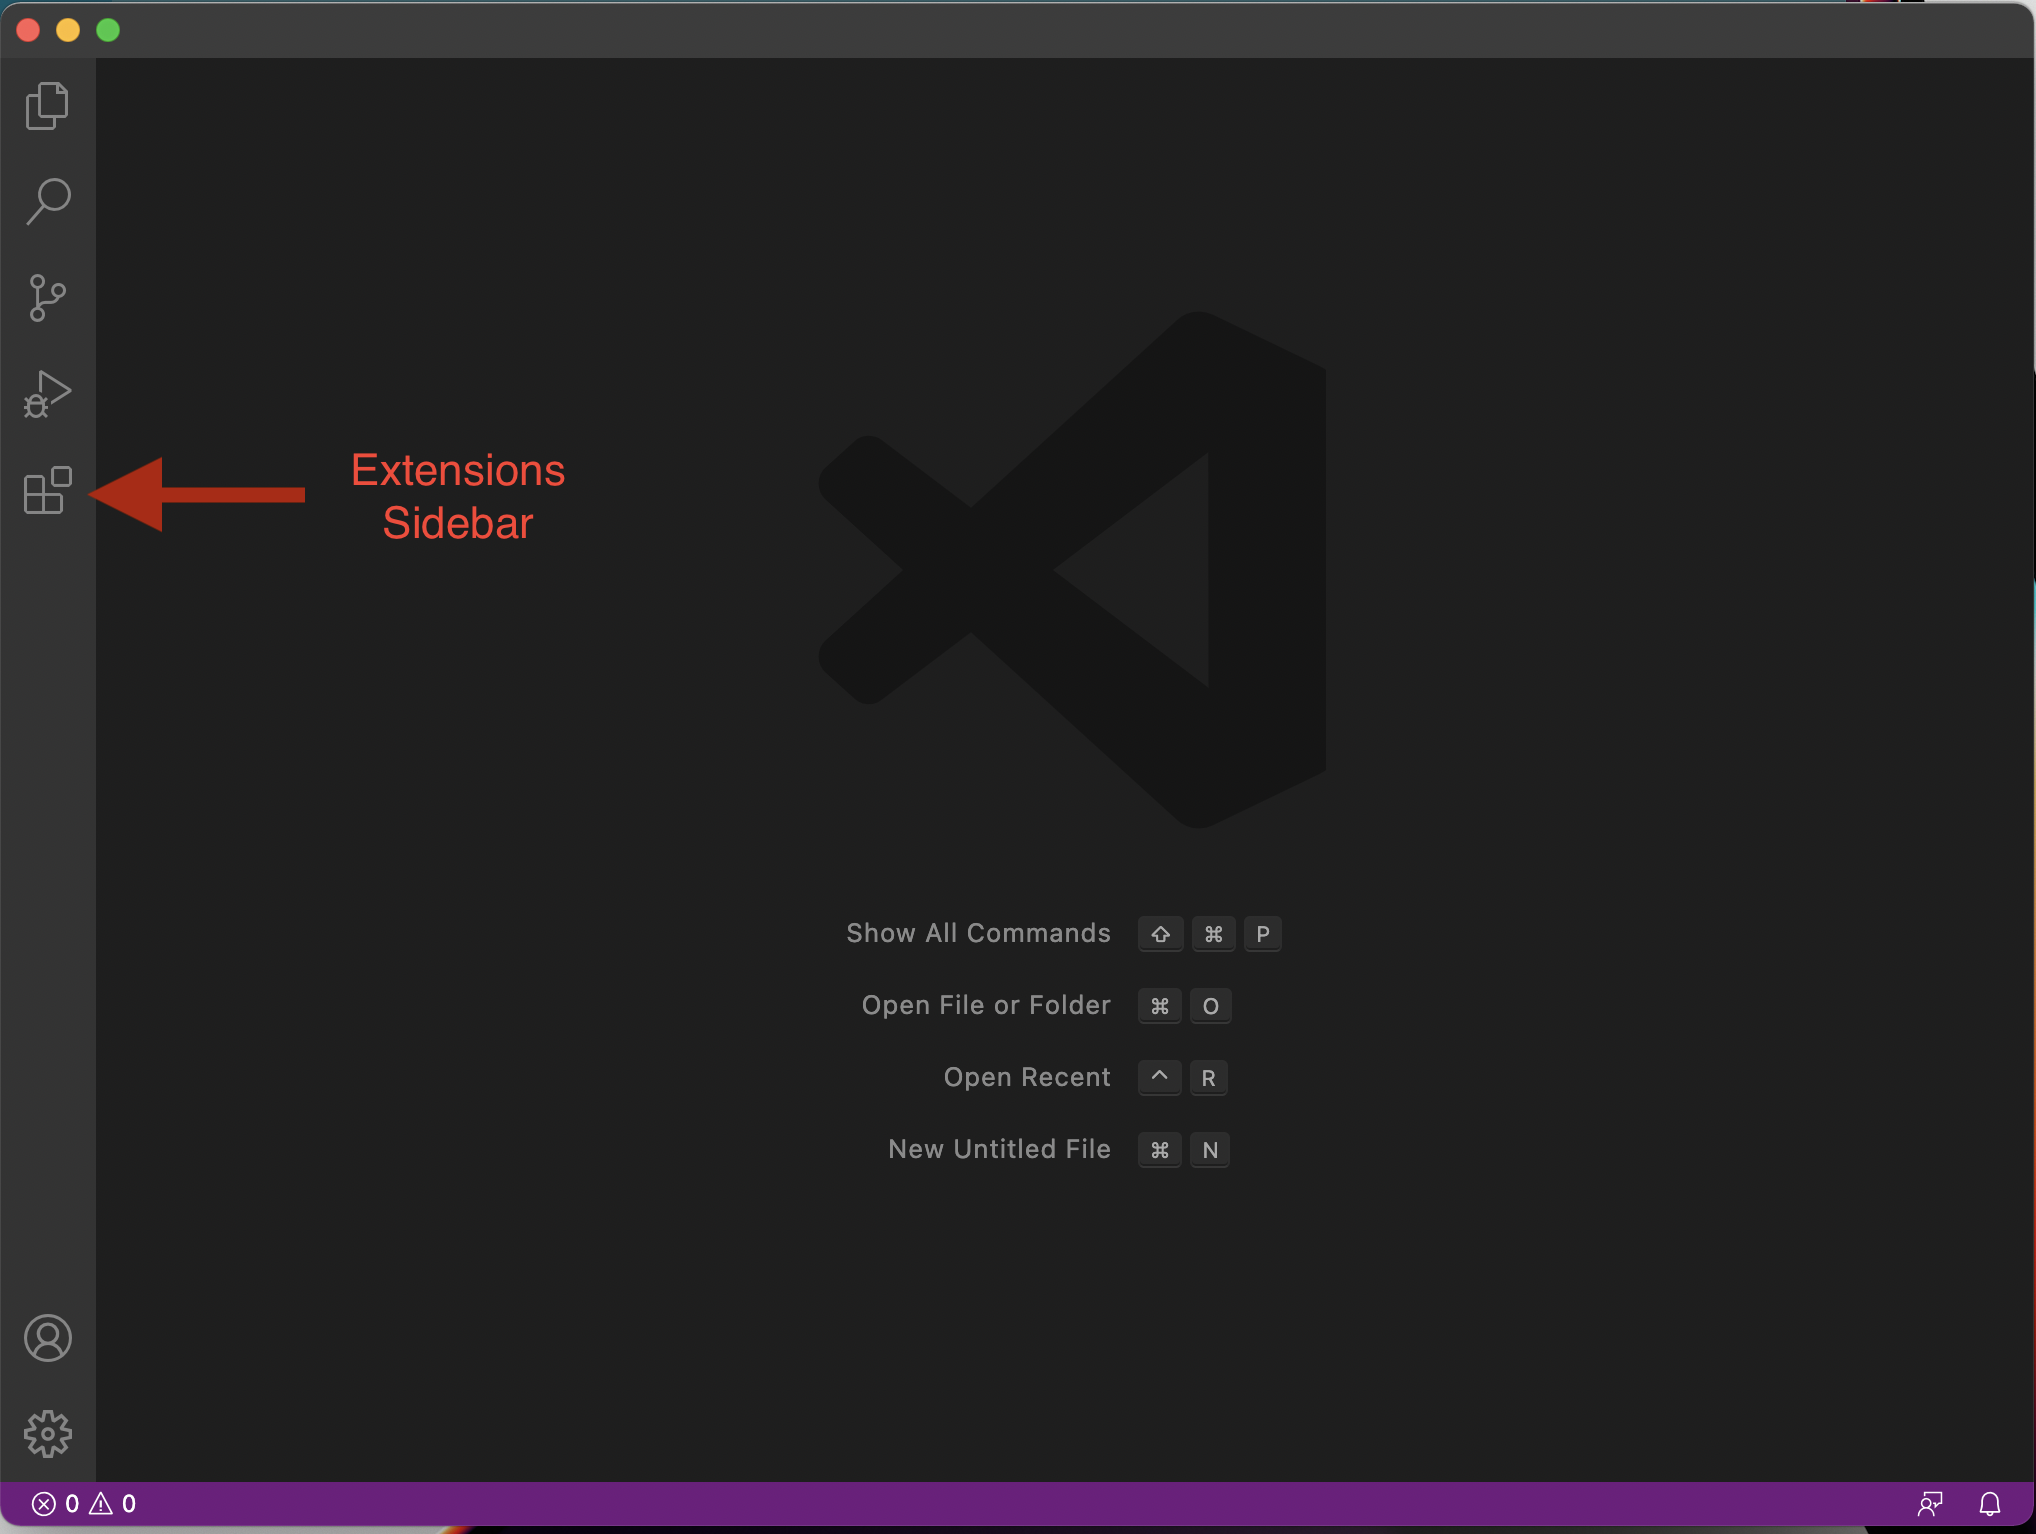 Extensions
Sidebar
Show All Commands ⇧ ⌘ P
Open File or Folder ⌘ O
Open Recent ^ R
New Untitled File ⌘ N
0 0